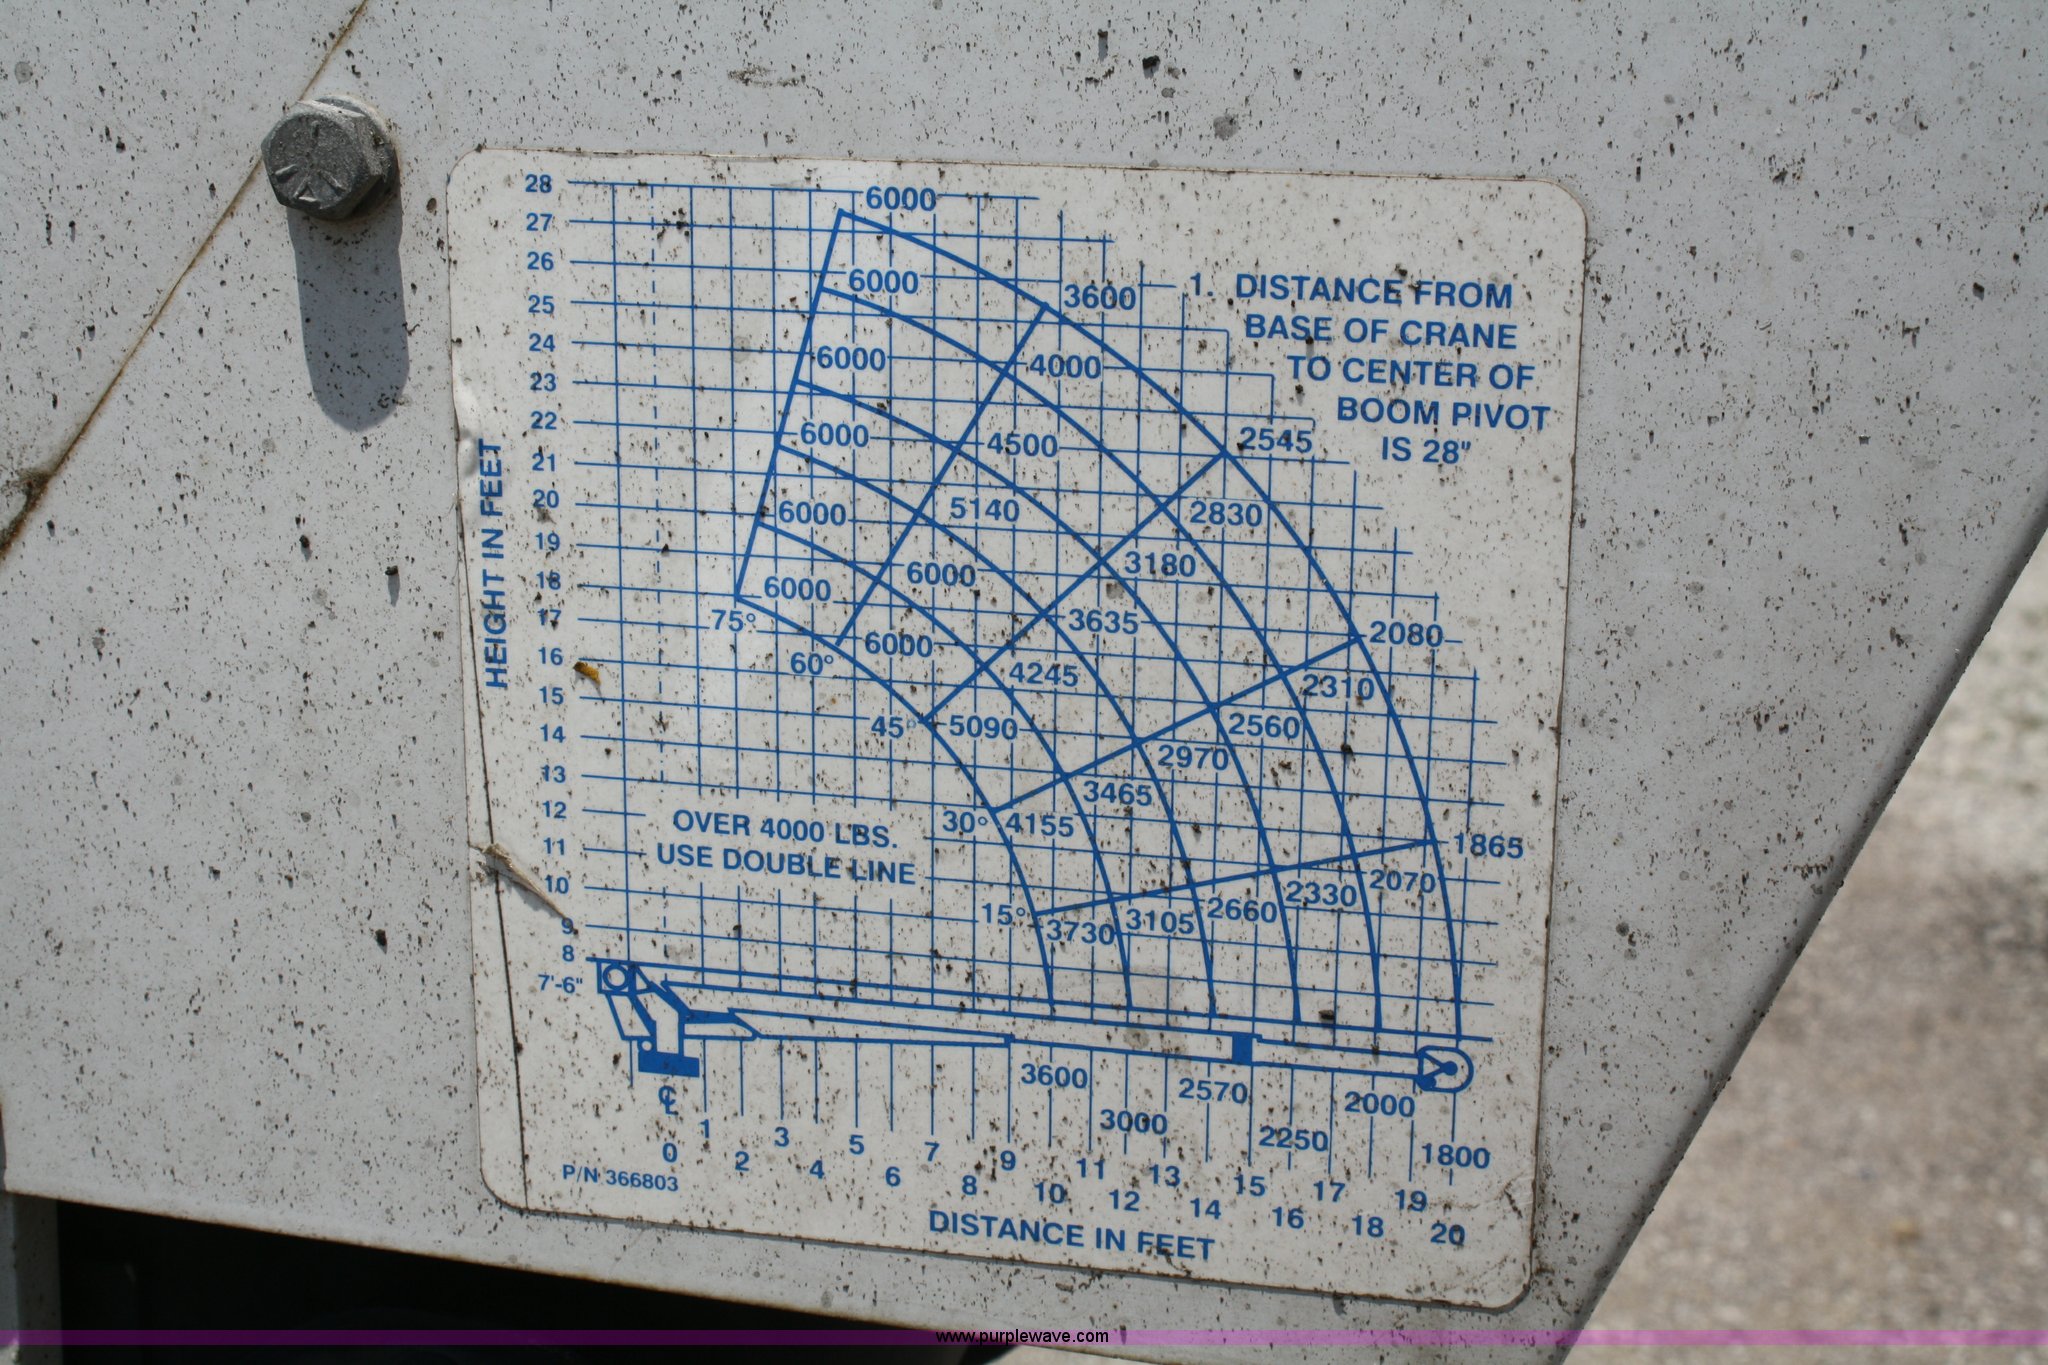 28
27
26
25
24
23
22
21
20
19
18
17
16
15
14
13
12
11
10
9
8
7'-6"
HEIGHT IN FEET
6000
6000 3600
6000 4000
6000 4500 2545
6000 5140 2830
6000 6000 3180
75° 3635 2080
60° 6000 4245 2310
45° 5090 2970 2560
30° 4155 3465 1865
15° 3730 3105 2660 2330 2070
1. DISTANCE FROM
BASE OF CRANE
TO CENTER OF
BOOM PIVOT
IS 28"
OVER 4000 LBS.
USE DOUBLE LINE
3600 3000 2570 2250 2000 1800
℄
0 1 2 3 4 5 6 7 8 9 10 11 12 13 14 15 16 17 18 19 20
P/N 366803
DISTANCE IN FEET
www.purplewave.com